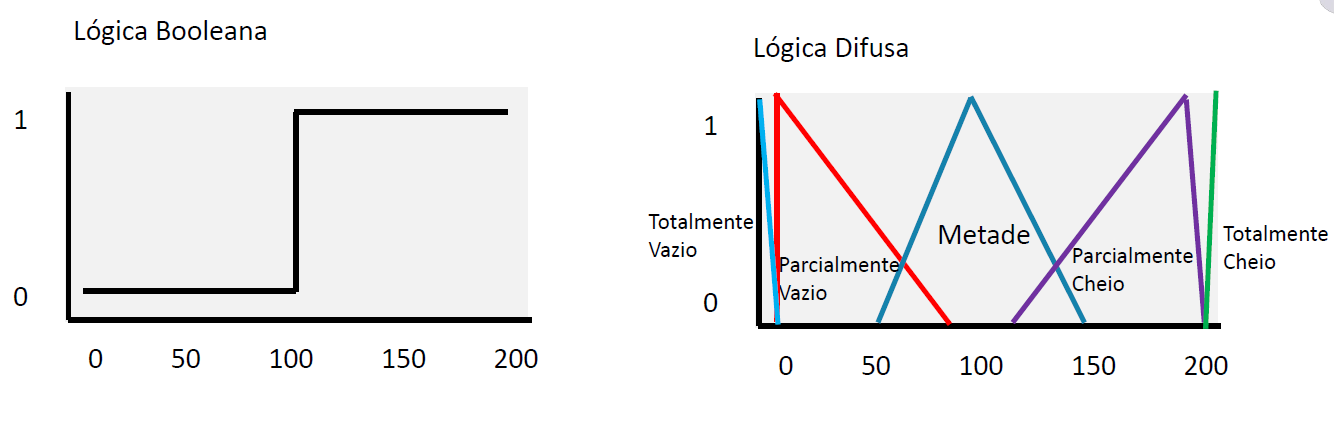 Lógica Booleana
1
0
0 50 100 150 200
Lógica Difusa
1
0
Totalmente
Vazio
Parcialmente
Vazio
Metade
Parcialmente
Cheio
Totalmente
Cheio
0 50 100 150 200